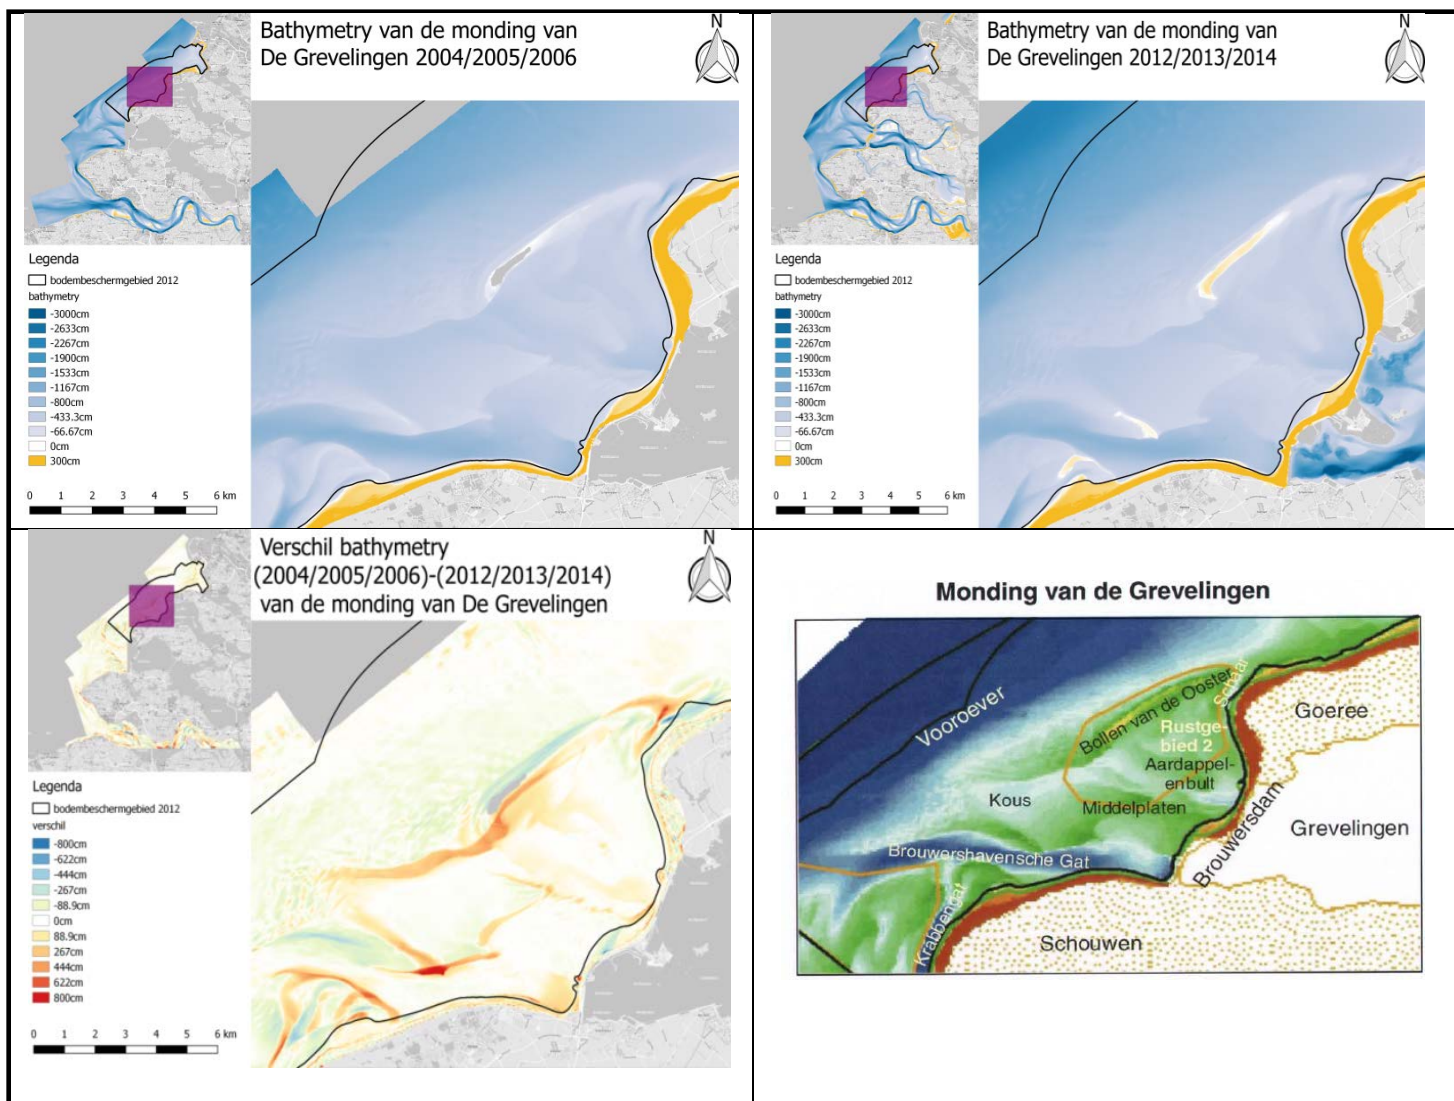 Bathymetry van de monding van
De Grevelingen 2004/2005/2006
N
Legenda
bodembeschermgebied 2012
bathymetry
-3000cm
-2633cm
-2267cm
-1900cm
-1533cm
-1167cm
-800cm
-433.3cm
-66.67cm
0cm
300cm
0 1 2 3 4 5 6 km
Bathymetry van de monding van
De Grevelingen 2012/2013/2014
N
Legenda
bodembeschermgebied 2012
bathymetry
-3000cm
-2633cm
-2267cm
-1900cm
-1533cm
-1167cm
-800cm
-433.3cm
-66.67cm
0cm
300cm
0 1 2 3 4 5 6 km
Verschil bathymetry
(2004/2005/2006)-(2012/2013/2014)
van de monding van De Grevelingen
N
Legenda
bodembeschermgebied 2012
verschil
-800cm
-622cm
-444cm
-267cm
-88.9cm
0cm
88.9cm
267cm
444cm
622cm
800cm
0 1 2 3 4 5 6 km
Monding van de Grevelingen
Vooroever
Bollen van de Ooster
Schaar
Goeree
Rustge-
bied 2
Aardappel-
enbult
Kous
Middelplaten
Brouwersdam
Grevelingen
Brouwershavensche Gat
Krabbengat
Schouwen